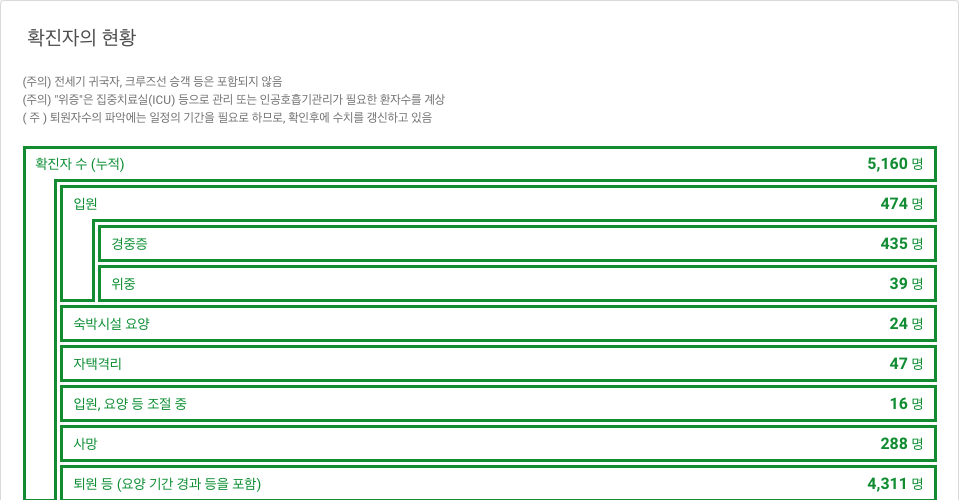 확진자의 현황
(주의) 전세기 귀국자, 크루즈선 승객 등은 포함되지 않음
(주의) "위증"은 집중치료실(ICU) 등으로 관리 또는 인공호흡기관리가 필요한 환자수를 계상
( 주 ) 퇴원자수의 파악에는 일정의 기간을 필요로 하므로, 확인후에 수치를 갱신하고 있음
확진자 수 (누적) 5,160 명
입원 474 명
경중증 435 명
위중 39 명
숙박시설 요양 24 명
자택격리 47 명
입원, 요양 등 조절 중 16 명
사망 288 명
퇴원 등 (요양 기간 경과 등을 포함) 4,311 명